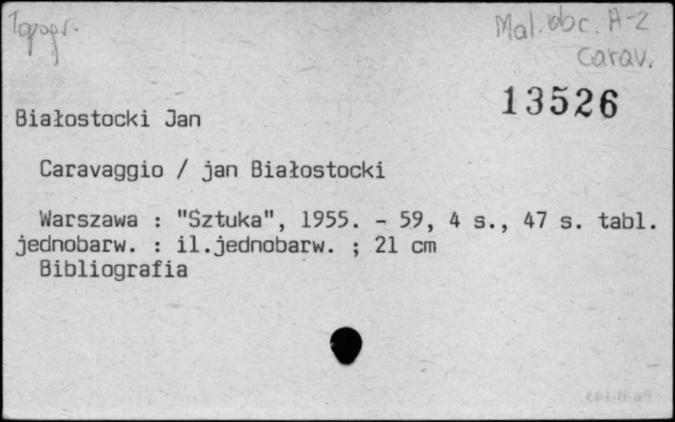 Topogr.
Mal. obc. A-2
Carav.
13526
Białostocki Jan
Caravaggio / jan Białostocki
Warszawa : "Sztuka", 1955. - 59, 4 s., 47 s. tabl.
jednobarw. : il.jednobarw. ; 21 cm
Bibliografia